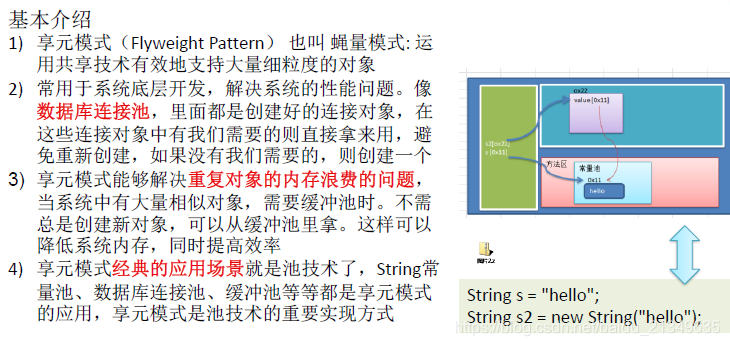 基本介绍
1) 享元模式（Flyweight Pattern） 也叫 蝇量模式: 运
用共享技术有效地支持大量细粒度的对象
2) 常用于系统底层开发，解决系统的性能问题。像
数据库连接池，里面都是创建好的连接对象，在
这些连接对象中有我们需要的则直接拿来用，避
免重新创建，如果没有我们需要的，则创建一个
3) 享元模式能够解决重复对象的内存浪费的问题，
当系统中有大量相似对象，需要缓冲池时。不需
总是创建新对象，可以从缓冲池里拿。这样可以
降低系统内存，同时提高效率
4) 享元模式经典的应用场景就是池技术了，String常
量池、数据库连接池、缓冲池等等都是享元模式
的应用，享元模式是池技术的重要实现方式
ox22
value[0x11]
s2[ox22]
s [0x11]
方法区
常量池
0x11
hello
String s = "hello";
String s2 = new String("hello");